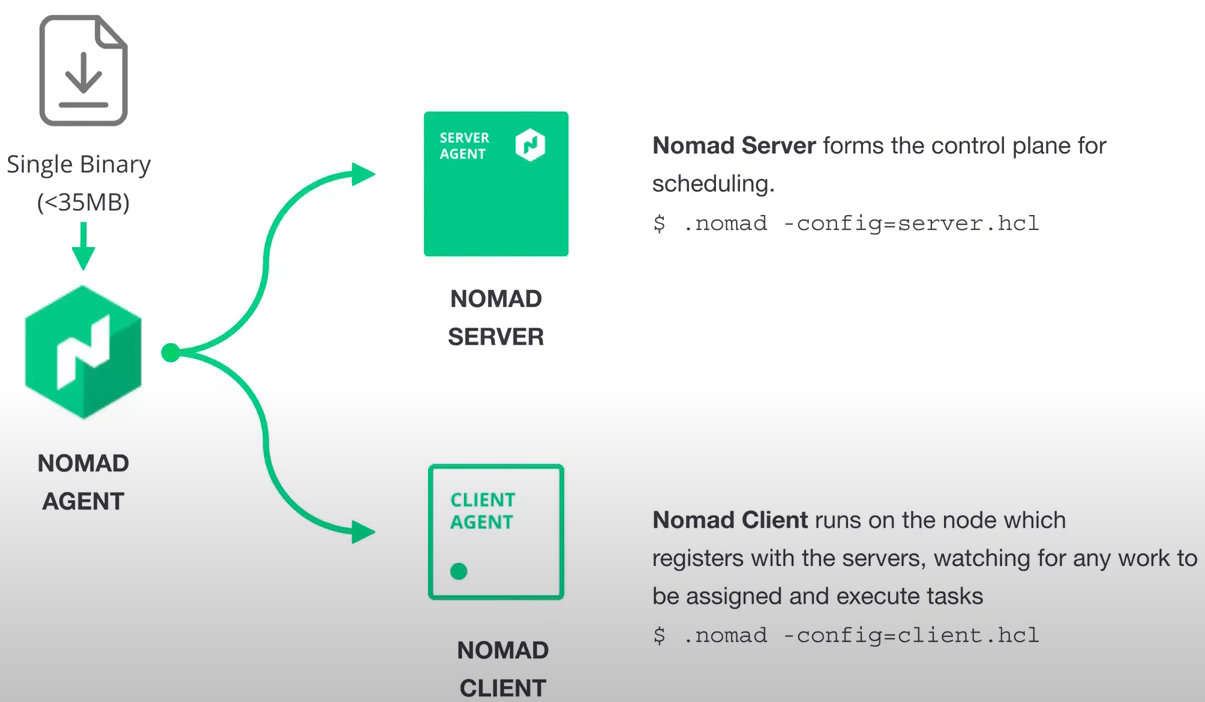 Single Binary
(<35MB)
NOMAD
AGENT
SERVER
AGENT
NOMAD
SERVER
Nomad Server forms the control plane for
scheduling.
$ .nomad -config=server.hcl
CLIENT
AGENT
NOMAD
CLIENT
Nomad Client runs on the node which
registers with the servers, watching for any work to
be assigned and execute tasks
$ .nomad -config=client.hcl